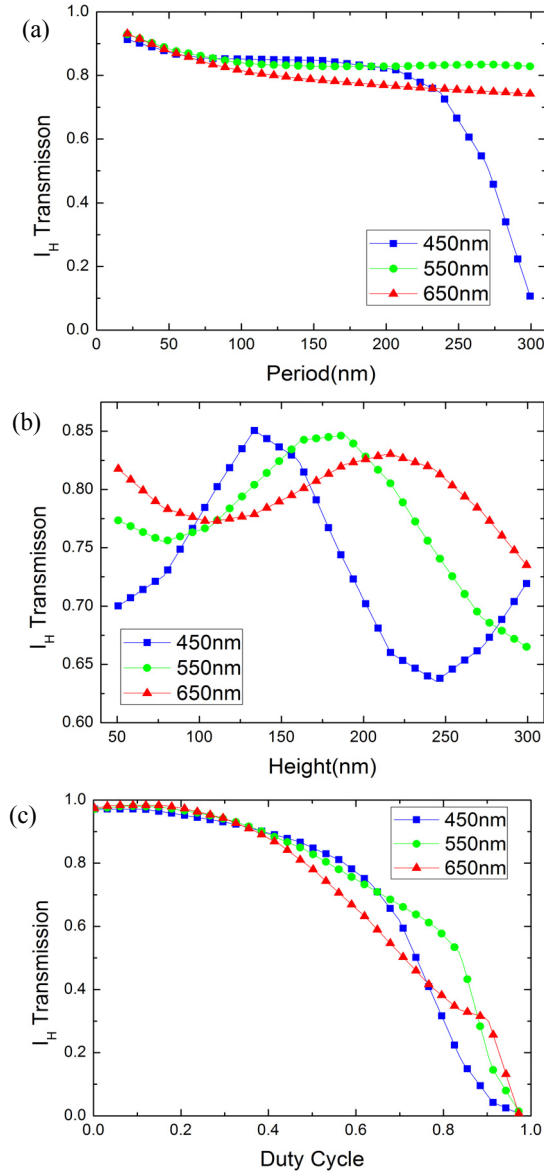 (a)
1.0
0.8
0.6
0.4
0.2
0.0
I_H Transmisson
450nm
550nm
650nm
0 50 100 150 200 250 300
Period(nm)
(b)
0.85
0.80
0.75
0.70
0.65
0.60
I_H Transmisson
450nm
550nm
650nm
50 100 150 200 250 300
Height(nm)
(c)
1.0
0.8
0.6
0.4
0.2
0.0
I_H Transmission
450nm
550nm
650nm
0.0 0.2 0.4 0.6 0.8 1.0
Duty Cycle